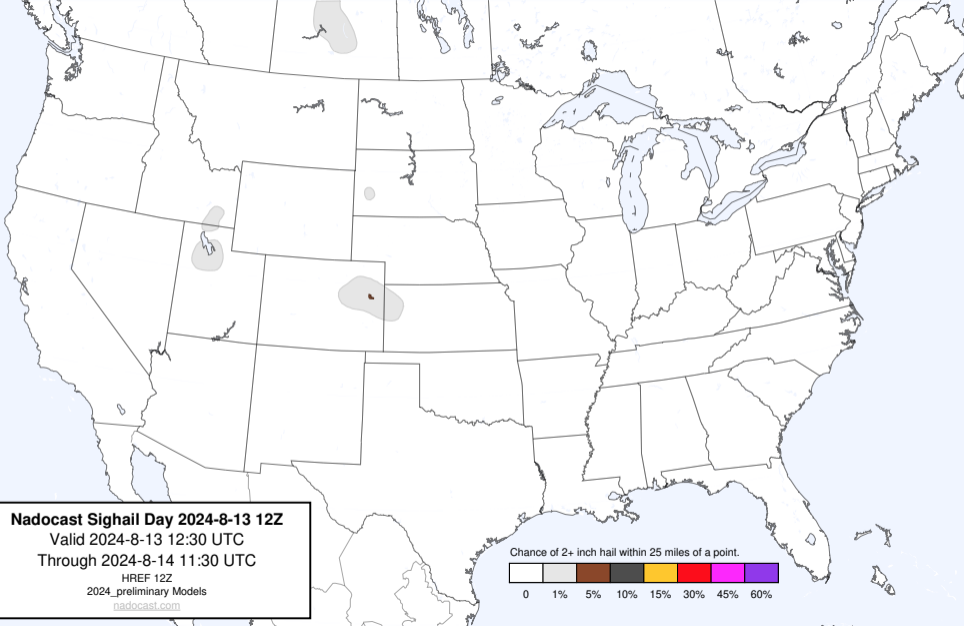 Nadocast Sighail Day 2024-8-13 12Z
Valid 2024-8-13 12:30 UTC
Through 2024-8-14 11:30 UTC
HREF 12Z
2024_preliminary Models
nadocast.com
Chance of 2+ inch hail within 25 miles of a point.
0 1% 5% 10% 15% 30% 45% 60%